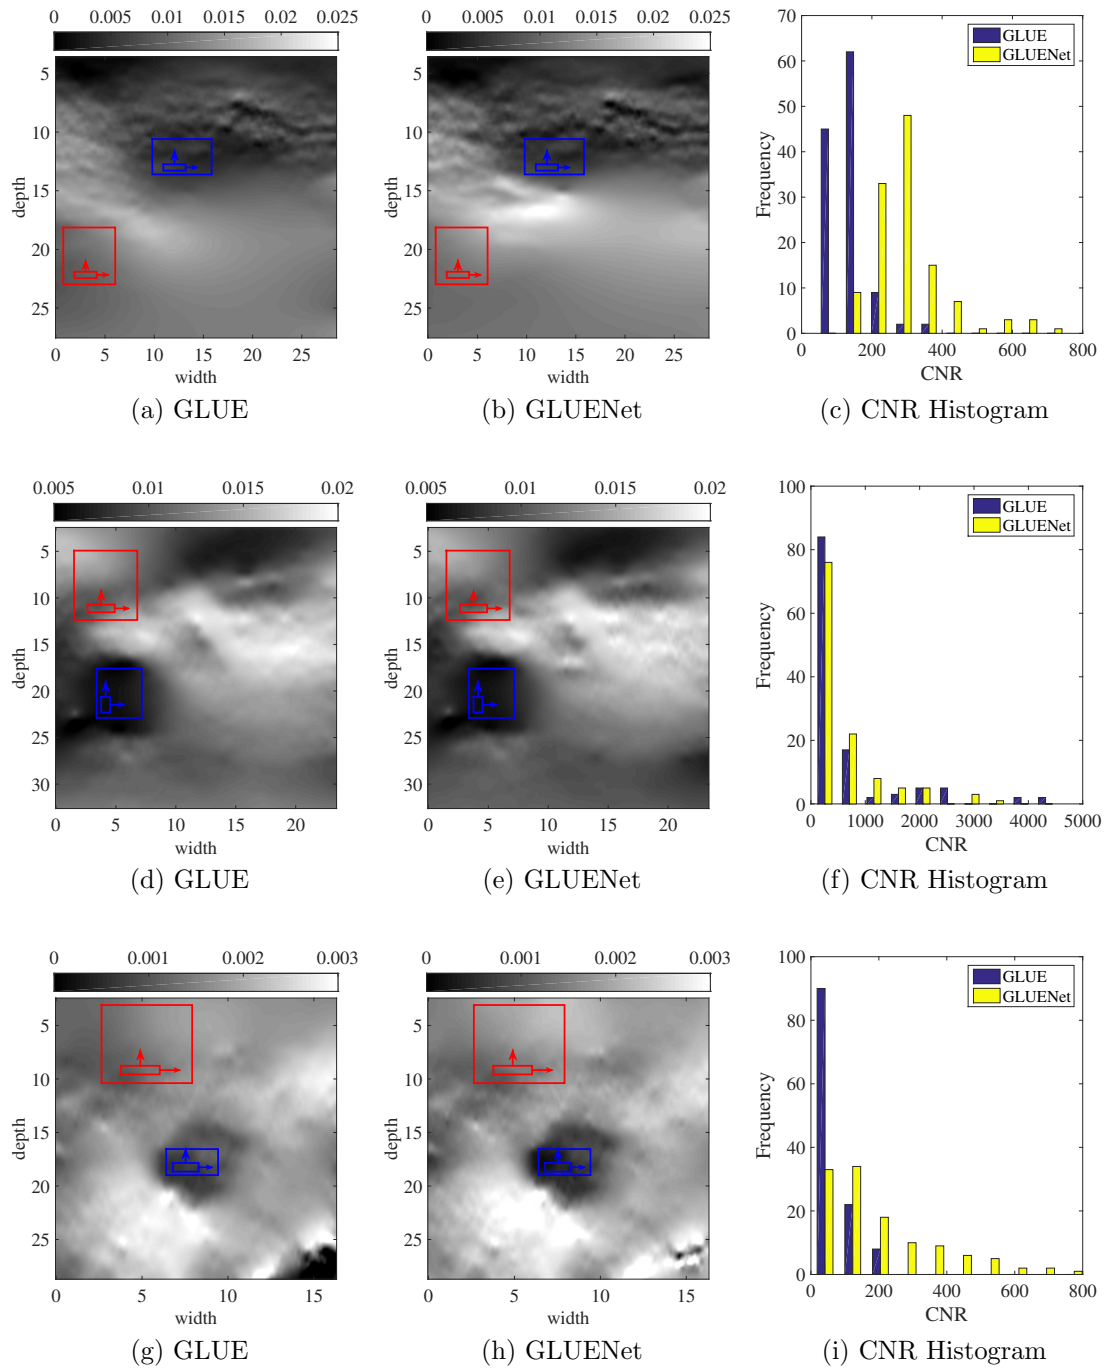 0 0.005 0.01 0.015 0.02 0.025
5
10
15
20
25
depth
0 5 10 15 20 25
width
(a) GLUE
0 0.005 0.01 0.015 0.02 0.025
5
10
15
20
25
depth
0 5 10 15 20 25
width
(b) GLUENet
70
60
50
40
30
20
10
0
Frequency
GLUE
GLUENet
0 200 400 600 800
CNR
(c) CNR Histogram
0.005 0.01 0.015 0.02
5
10
15
20
25
30
depth
0 5 10 15 20
width
(d) GLUE
0.005 0.01 0.015 0.02
5
10
15
20
25
30
depth
0 5 10 15 20
width
(e) GLUENet
100
80
60
40
20
0
Frequency
GLUE
GLUENet
0 1000 2000 3000 4000 5000
CNR
(f) CNR Histogram
0 0.001 0.002 0.003
5
10
15
20
25
depth
0 5 10 15
width
(g) GLUE
0 0.001 0.002 0.003
5
10
15
20
25
depth
0 5 10 15
width
(h) GLUENet
100
80
60
40
20
0
Frequency
GLUE
GLUENet
0 200 400 600 800
CNR
(i) CNR Histogram